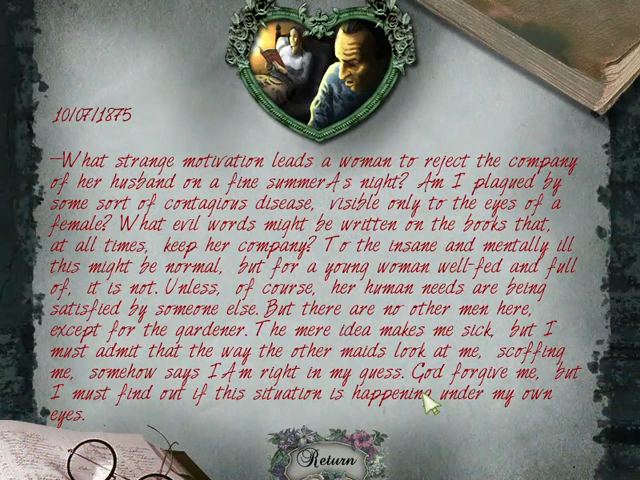 10/07/1875
—What strange motivation leads a woman to reject the company
of her husband on a fine summerÁs night? Am I plagued by
some sort of contagious disease, visible only to the eyes of a
female? What evil words might be written on the books that,
at all times, keep her company? To the insane and mentally ill
this might be normal, but for a young woman well-fed and full
of, it is not. Unless, of course, her human needs are being
satisfied by someone else. But there are no other men here,
except for the gardener. The mere idea makes me sick, but I
must admit that the way the other maids look at me, scoffing
me, somehow says IÁm right in my guess. God forgive me, but
I must find out if this situation is happening under my own
eyes.
Return